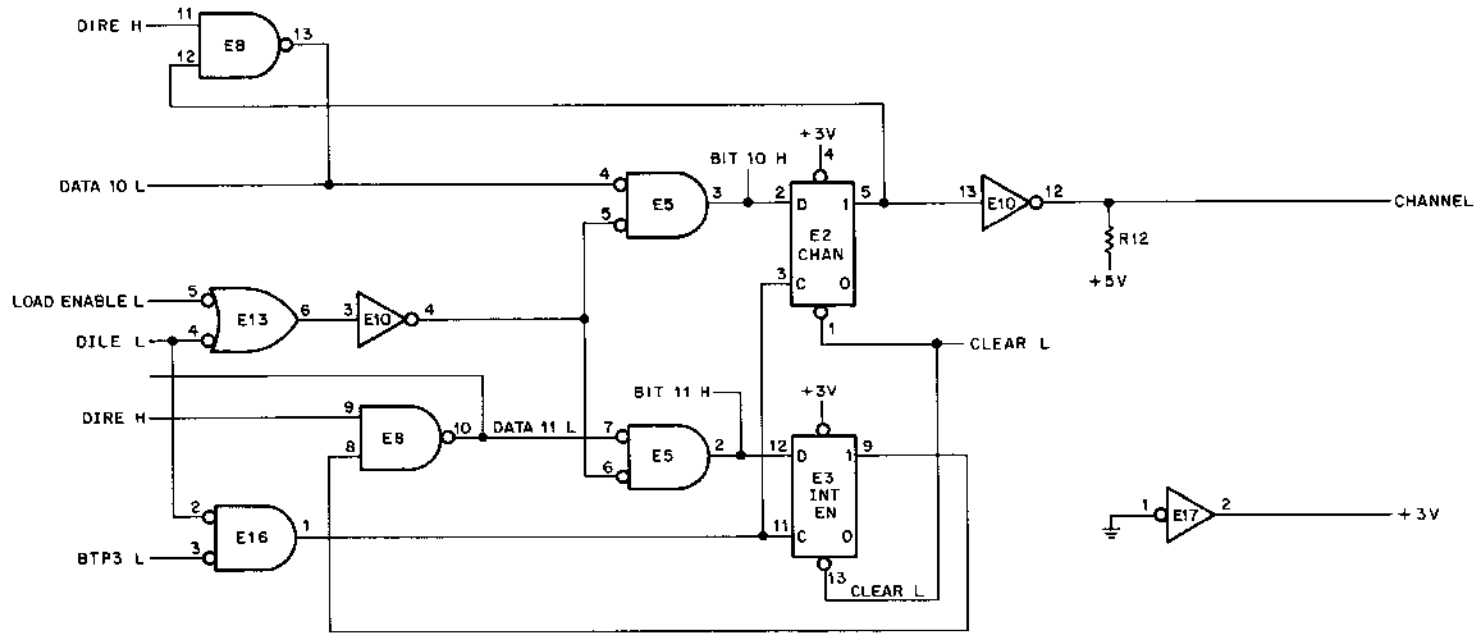 DIRE H
11
12
E8
13
DATA 10 L
4
5
E5
3
BIT 10 H
+3V
4
2
D
1
5
E2
CHAN
3
C
0
1
13
E10
12
CHANNEL
R12
+5V
LOAD ENABLE L
5
DILE L
4
E13
6
3
E10
4
CLEAR L
DIRE H
9
8
E8
10
DATA 11 L
7
6
E5
2
BIT 11 H
+3V
12
D
1
9
E3
INT
EN
11
C
0
13
CLEAR L
2
BTP3 L
3
E16
1
1
E17
2
+3V